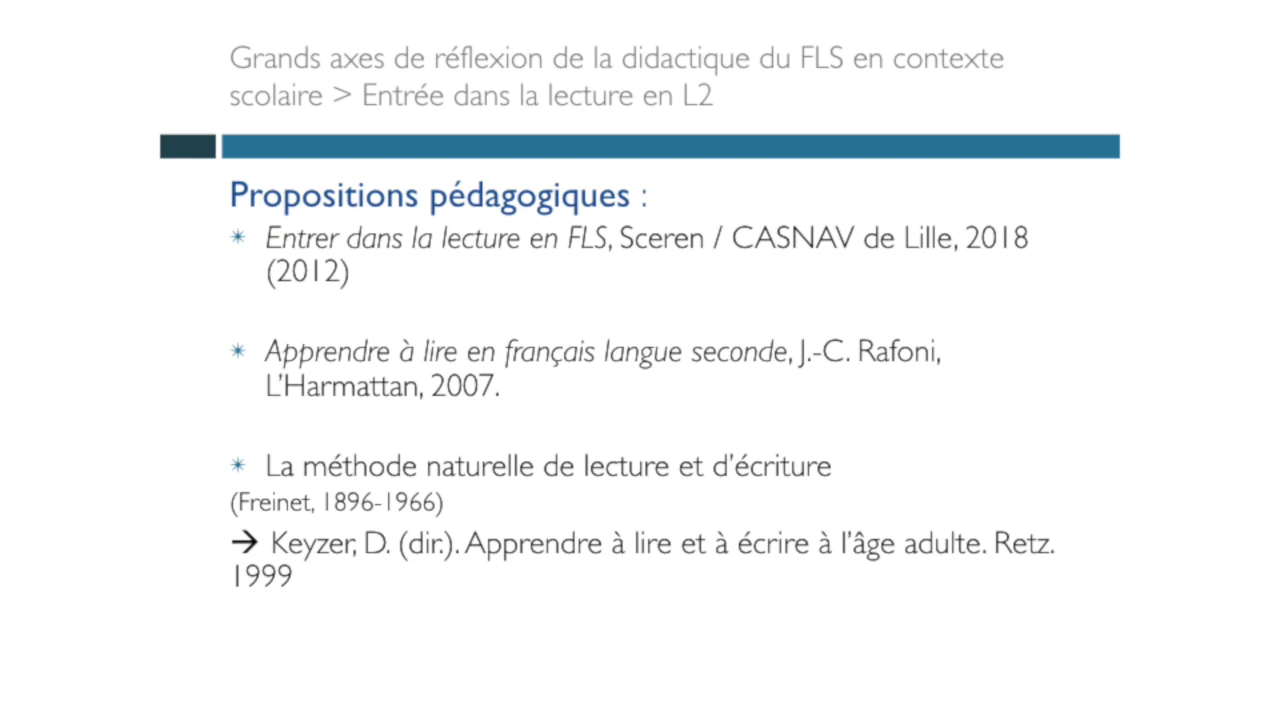 Grands axes de réflexion de la didactique du FLS en contexte
scolaire > Entrée dans la lecture en L2
Propositions pédagogiques :
✴ Entrer dans la lecture en FLS, Sceren / CASNAV de Lille, 2018
(2012)
✴ Apprendre à lire en français langue seconde, J.-C. Rafoni,
L'Harmattan, 2007.
✴ La méthode naturelle de lecture et d'écriture
(Freinet, 1896-1966)
→ Keyzer, D. (dir.). Apprendre à lire et à écrire à l'âge adulte. Retz.
1999